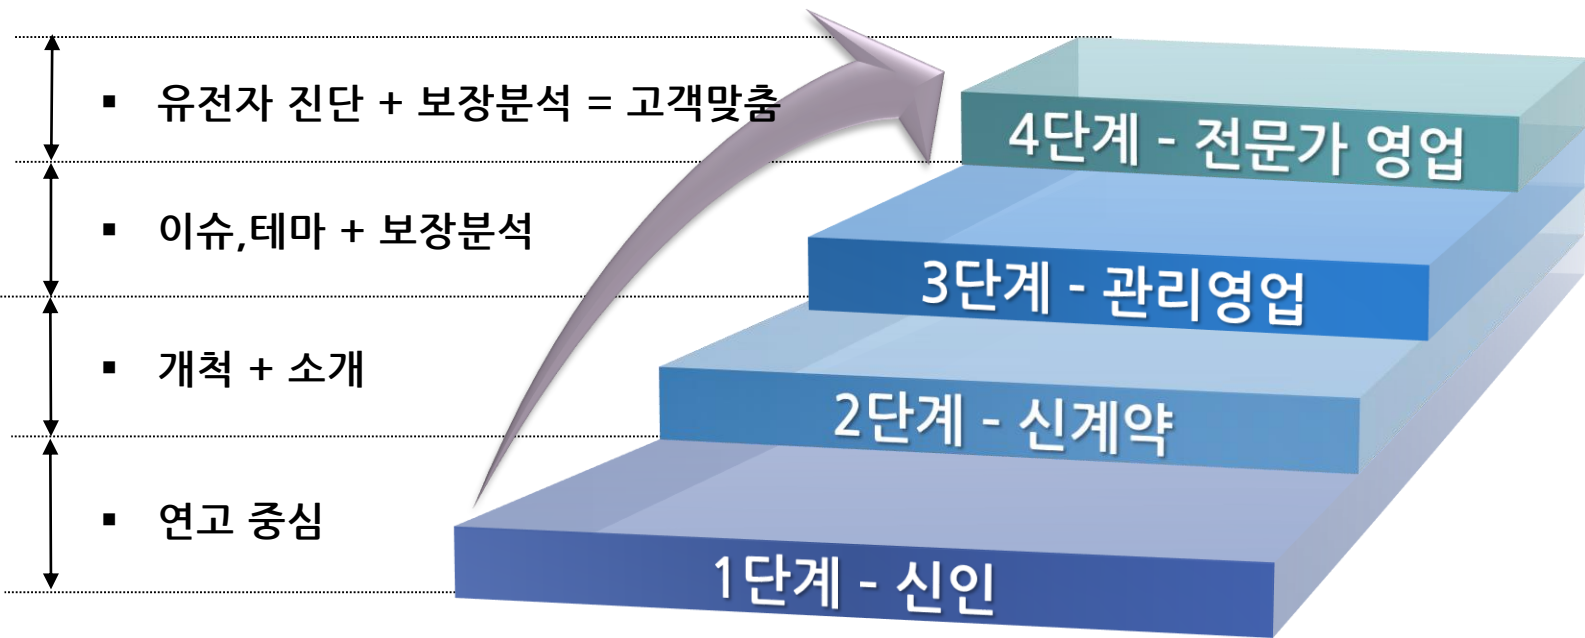 ▪ 유전자 진단 + 보장분석 = 고객맞춤
4단계 - 전문가 영업
▪ 이슈,테마 + 보장분석
3단계 - 관리영업
▪ 개척 + 소개
2단계 - 신계약
▪ 연고 중심
1단계 - 신인